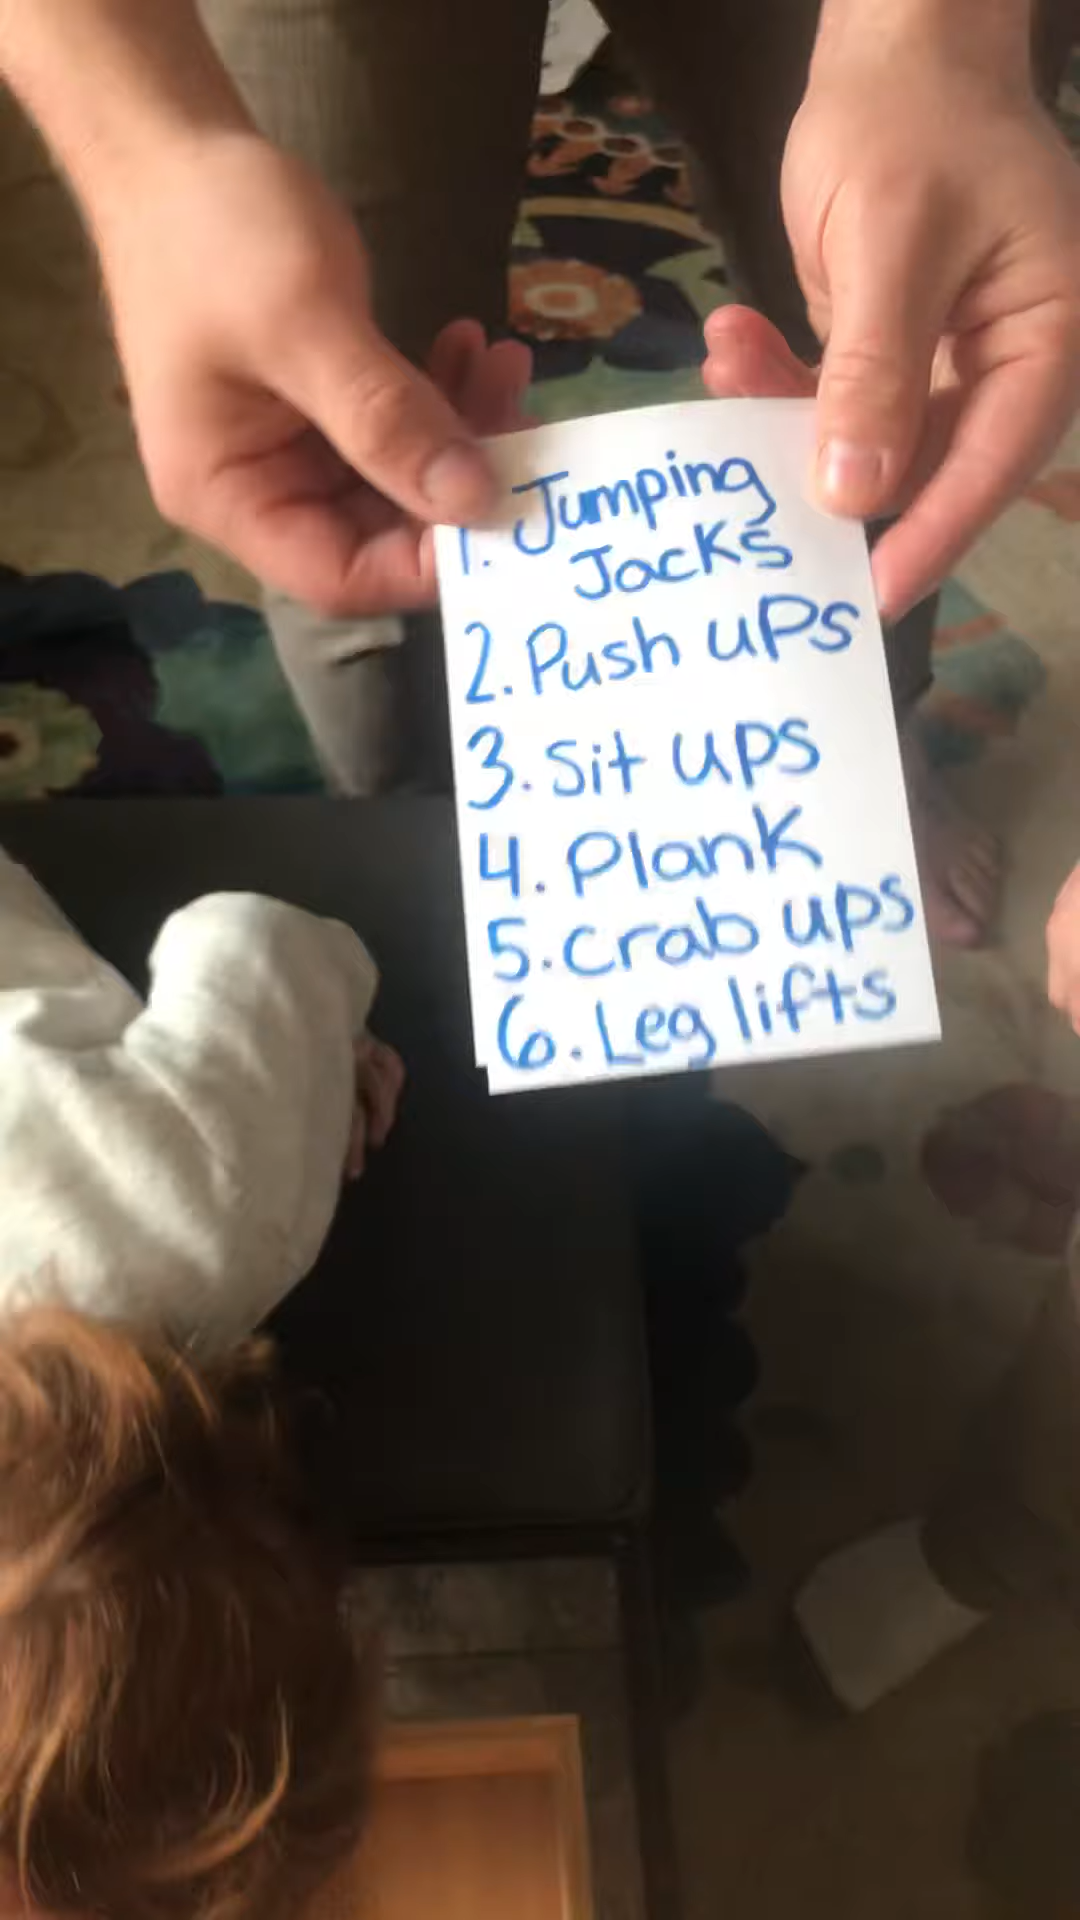 1. Jumping
Jacks
2. Push ups
3. Sit ups
4. Plank
5. Crab ups
6. Leg lifts